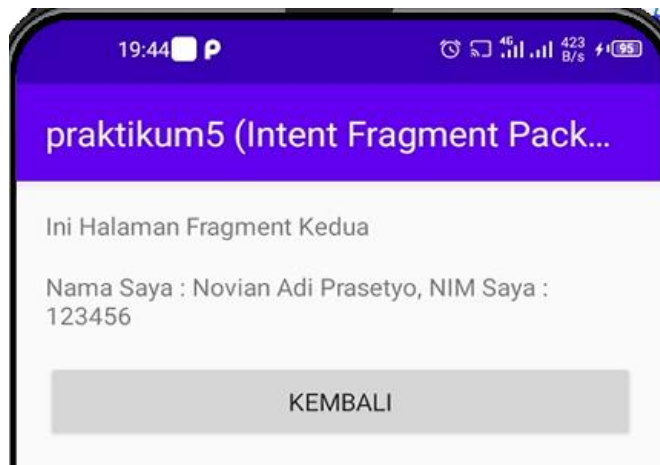 19:44 P 4G 423 B/s 95
praktikum5 (Intent Fragment Pack...
Ini Halaman Fragment Kedua
Nama Saya : Novian Adi Prasetyo, NIM Saya :
123456
KEMBALI